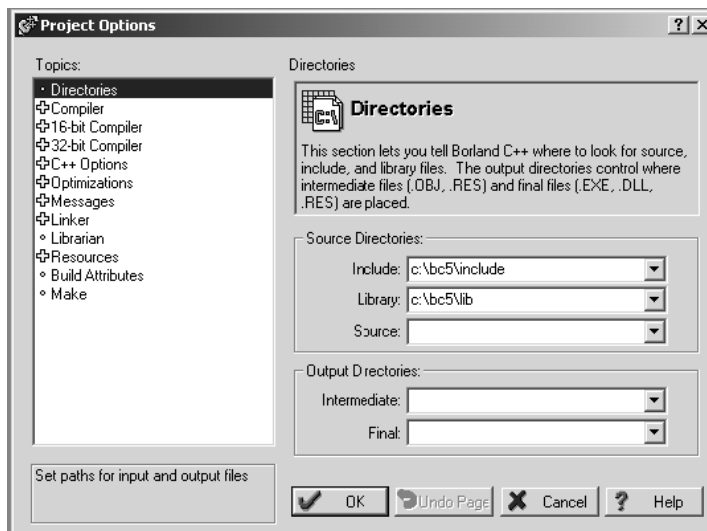 Project Options
Topics:
Directories
Compiler
16-bit Compiler
32-bit Compiler
C++ Options
Optimizations
Messages
Linker
Librarian
Resources
Build Attributes
Make
Set paths for input and output files
Directories
C:\
Directories
This section lets you tell Borland C++ where to look for source,
include, and library files. The output directories control where
intermediate files (.OBJ, .RES) and final files (.EXE, .DLL,
.RES) are placed.
Source Directories:
Include: c:\bc5\include
Library: c:\bc5\lib
Source:
Output Directories:
Intermediate:
Final:
OK Undo Page Cancel ? Help